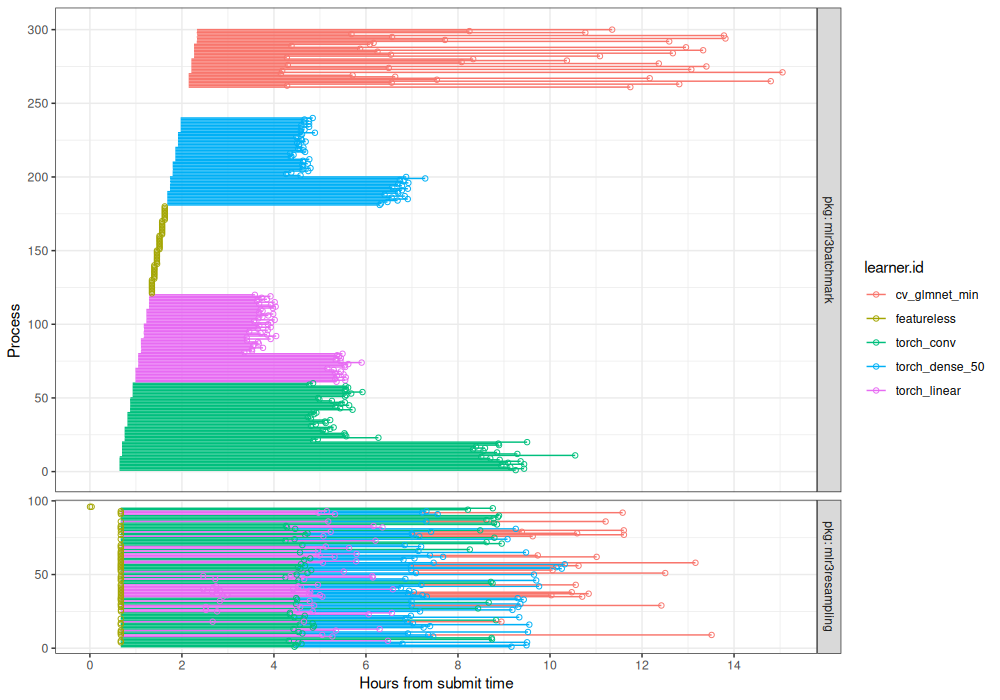 300
250
200
150
100
50
0
pkg: mlr3batchmark
100
50
0
pkg: mlr3resampling
0 2 4 6 8 10 12 14
Hours from submit time
Process
learner.id
cv_glmnet_min
featureless
torch_conv
torch_dense_50
torch_linear